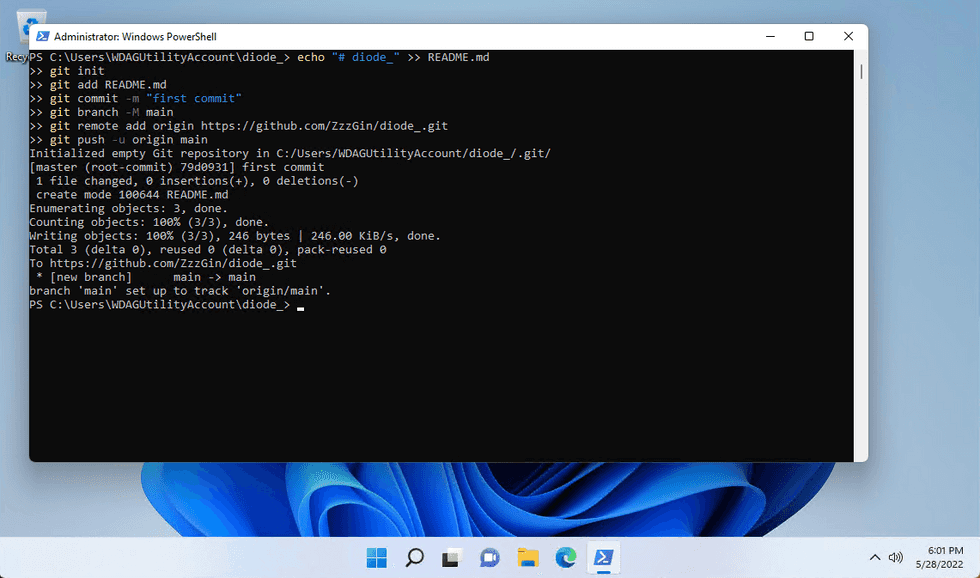 Administrator: Windows PowerShell
Recy
PS C:\Users\WDAGUtilityAccount\diode_> echo "# diode_" >> README.md
>> git init
>> git add README.md
>> git commit -m "first commit"
>> git branch -M main
>> git remote add origin https://github.com/ZzzGin/diode_.git
>> git push -u origin main
Initialized empty Git repository in C:/Users/WDAGUtilityAccount/diode_/.git/
[master (root-commit) 79d0931] first commit
 1 file changed, 0 insertions(+), 0 deletions(-)
 create mode 100644 README.md
Enumerating objects: 3, done.
Counting objects: 100% (3/3), done.
Writing objects: 100% (3/3), 246 bytes | 246.00 KiB/s, done.
Total 3 (delta 0), reused 0 (delta 0), pack-reused 0
To https://github.com/ZzzGin/diode_.git
 * [new branch]      main -> main
branch 'main' set up to track 'origin/main'.
PS C:\Users\WDAGUtilityAccount\diode_>
6:01 PM
5/28/2022